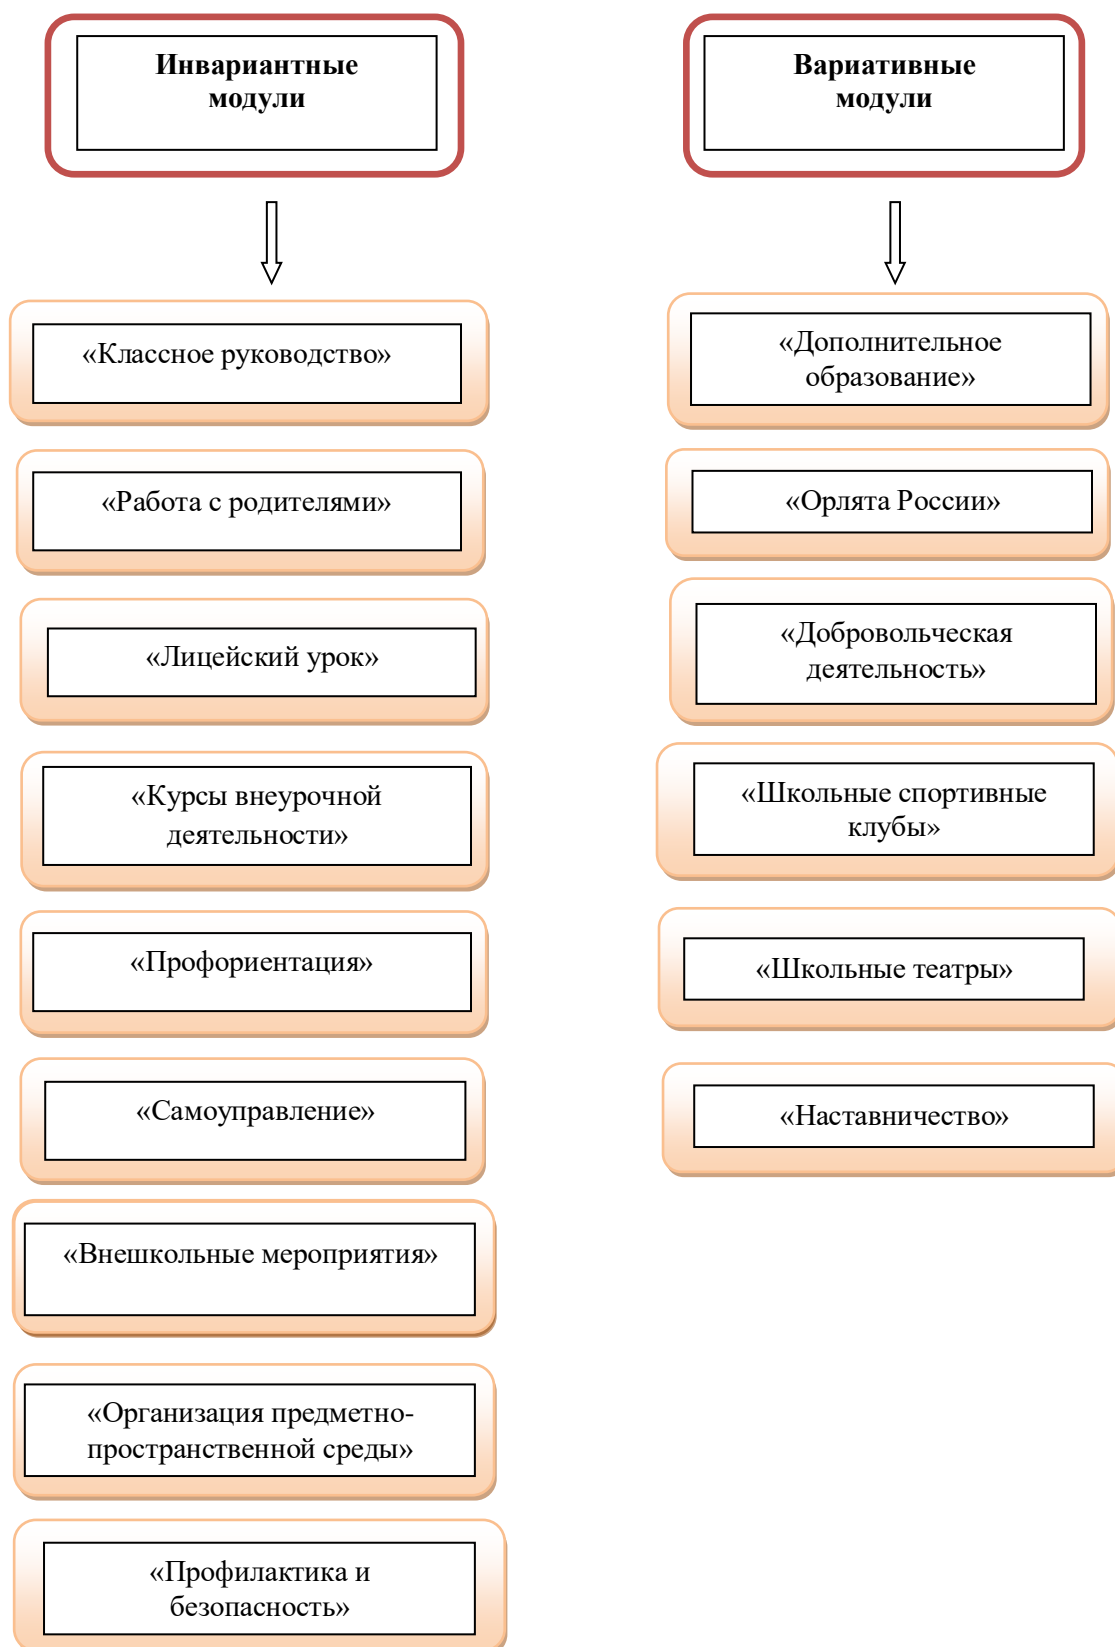 Инвариантные
модули
«Классное руководство»
«Работа с родителями»
«Лицейский урок»
«Курсы внеурочной
деятельности»
«Профориентация»
«Самоуправление»
«Внешкольные мероприятия»
«Организация предметно-
пространственной среды»
«Профилактика и
безопасность»
Вариативные
модули
«Дополнительное
образование»
«Орлята России»
«Добровольческая
деятельность»
«Школьные спортивные
клубы»
«Школьные театры»
«Наставничество»